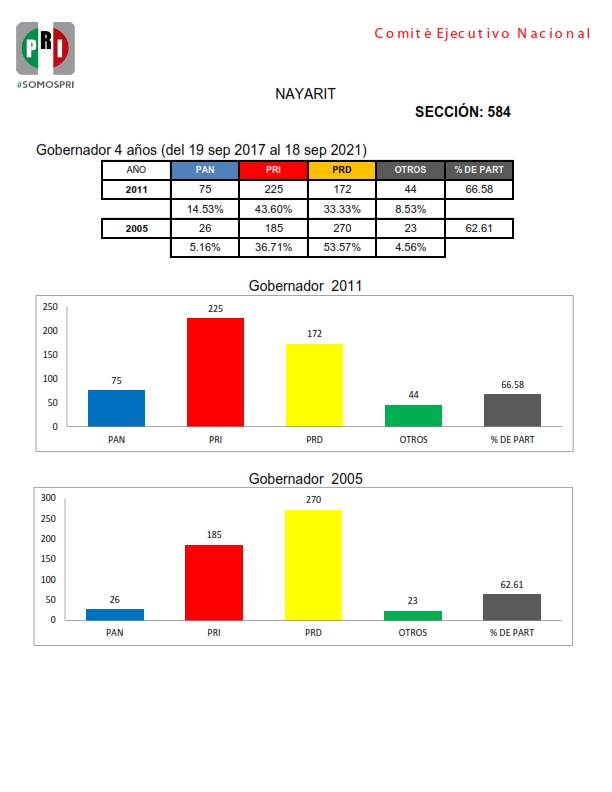 PRI
#SOMOSPRI
Comité Ejecutivo Nacional
NAYARIT
SECCIÓN: 584
Gobernador 4 años (del 19 sep 2017 al 18 sep 2021)
AÑO PAN PRI PRD OTROS % DE PART
2011 75 225 172 44 66.58
14.53% 43.60% 33.33% 8.53%
2005 26 185 270 23 62.61
5.16% 36.71% 53.57% 4.56%
Gobernador 2011
250
200
150
100
50
0
75
225
172
44
66.58
PAN PRI PRD OTROS % DE PART
Gobernador 2005
300
250
200
150
100
50
0
26
185
270
23
62.61
PAN PRI PRD OTROS % DE PART